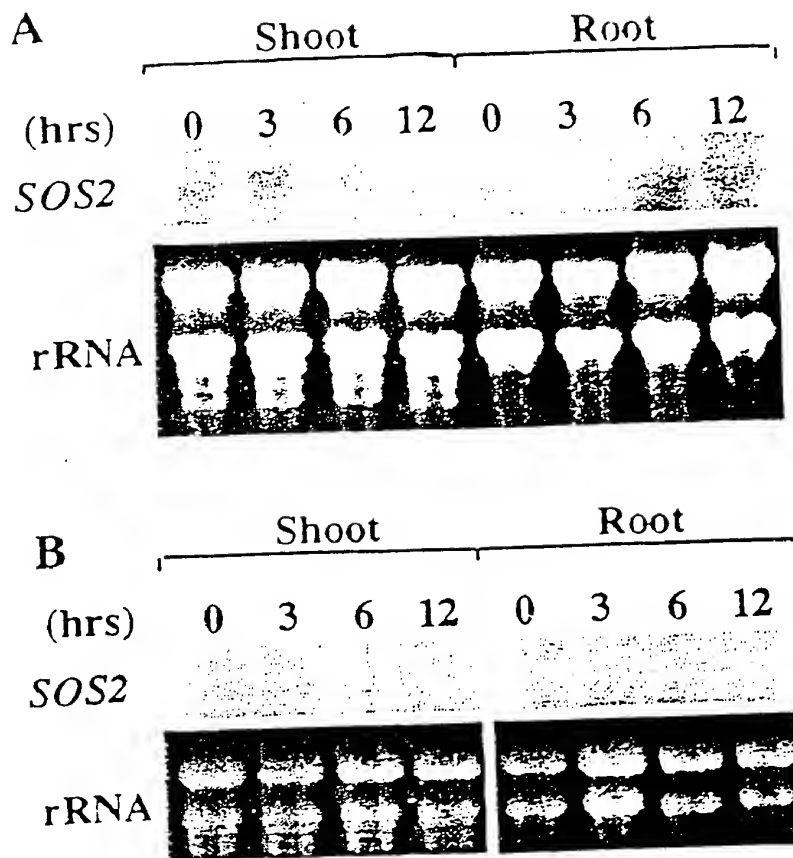 A
Shoot Root
(hrs) 0 3 6 12 0 3 6 12
SOS2
rRNA
B
Shoot Root
(hrs) 0 3 6 12 0 3 6 12
SOS2
rRNA